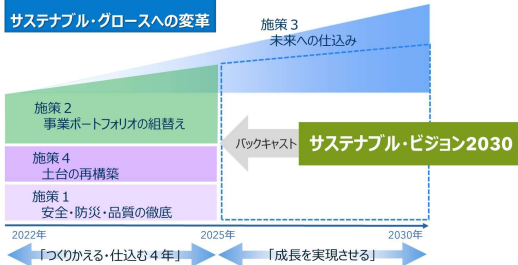 サステナブル・グロースへの変革
施策３
未来への仕込み
施策２
事業ポートフォリオの組替え
バックキャスト
サステナブル・ビジョン2030
施策４
土台の再構築
施策１
安全・防災・品質の徹底
2022年
2025年
2030年
「つくりかえる・仕込む４年」
「成長を実現させる」